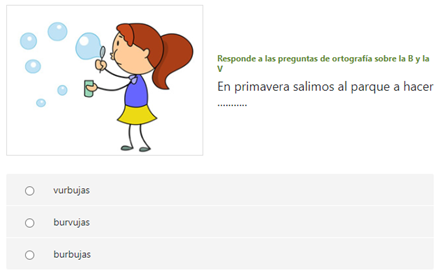 Responde a las preguntas de ortografía sobre la B y la
V
En primavera salimos al parque a hacer
...........
vurbujas
burvujas
burbujas